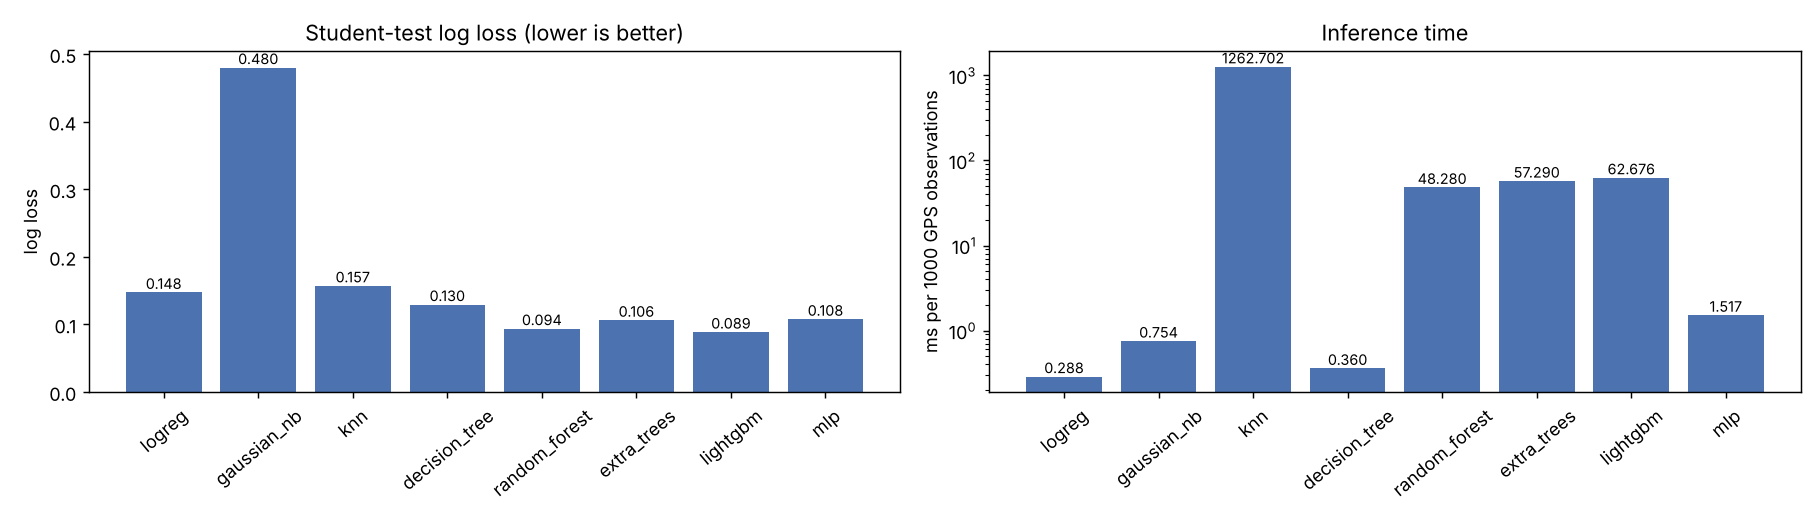 Student-test log loss (lower is better)
log loss
0.5
0.4
0.3
0.2
0.1
0.0
0.148
0.480
0.157
0.130
0.094
0.106
0.089
0.108
logreg
gaussian_nb
knn
decision_tree
random_forest
extra_trees
lightgbm
mlp
Inference time
ms per 1000 GPS observations
10³
10²
10¹
10⁰
0.288
0.754
1262.702
0.360
48.280
57.290
62.676
1.517
logreg
gaussian_nb
knn
decision_tree
random_forest
extra_trees
lightgbm
mlp